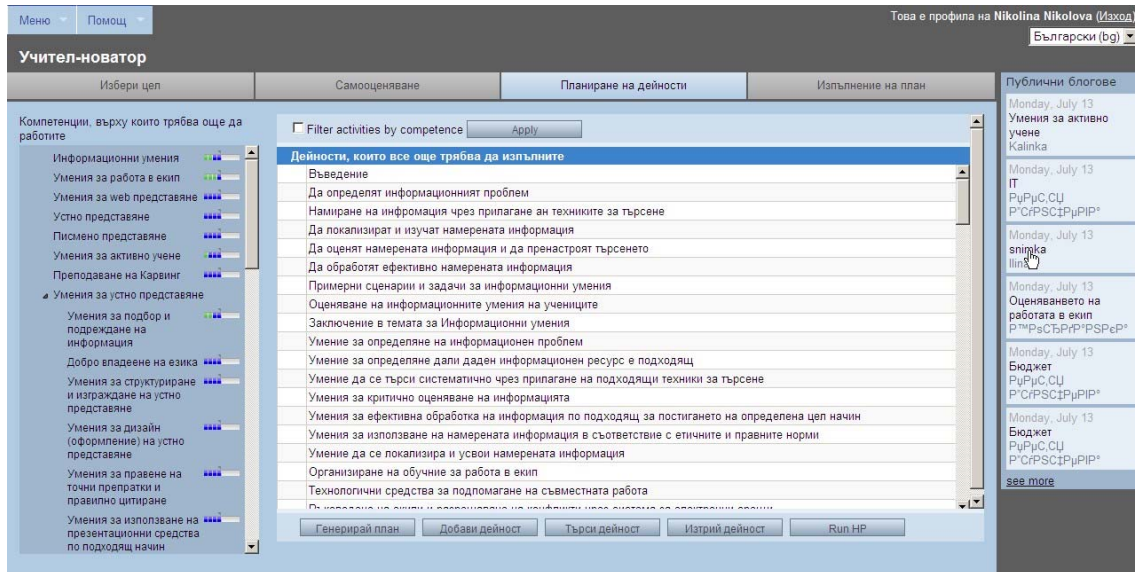 Меню
Помощ
Това е профила на Nikolina Nikolova (Изход)
Български (bg)
Учител-новатор
Избери цел
Самооценяване
Планиране на дейности
Изпълнение на план
Компетенции, върху които трябва още да
работите
Информационни умения
Умения за работа в екип
Умения за web представяне
Устно представяне
Писмено представяне
Умения за активно учене
Преподаване на Карвинг
Умения за устно представяне
Умения за подбор и
подреждане на
информация
Добро владеене на езика
Умения за структуриране
и изграждане на устно
представяне
Умения за дизайн
(оформление) на устно
представяне
Умения за правене на
точни препратки и
правилно цитиране
Умения за използване на
презентационни средства
по подходящ начин
Filter activities by competence
Apply
Дейности, които все още трябва да изпълните
Въведение
Да определят информационният проблем
Намиране на инфромация чрез прилагане ан техниките за търсене
Да локализират и изучат намерената информация
Да оценят намерената информация и да пренастроят търсенето
Да обработят ефективно намерената информация
Примерни сценарии и задачи за информационни умения
Оценяване на информационните умения на учениците
Заключение в темата за Информационни умения
Умение за определяне на информационен проблем
Умение за определяне дали даден информационен ресурс е подходящ
Умение да се търси систематично чрез прилагане на подходящи техники за търсене
Умения за критично оценяване на информацията
Умения за ефективна обработка на информация по подходящ за постигането на определена цел начин
Умения за използване на намерената информация в съответствие с етичните и правните норми
Умение да се локализира и усвои намерената информация
Организиране на обучние за работа в екип
Технологични средства за подпомагане на съвместната работа
Генерирай план
Добави дейност
Търси дейност
Изтрий дейност
Run HP
Публични блогове
Monday, July 13
Умения за активно
учене
Kalinka
Monday, July 13
IT
Monday, July 13
snimka
Ilina
Monday, July 13
Оценяванвето на
работата в екип
Monday, July 13
Бюджет
Monday, July 13
Бюджет
see more